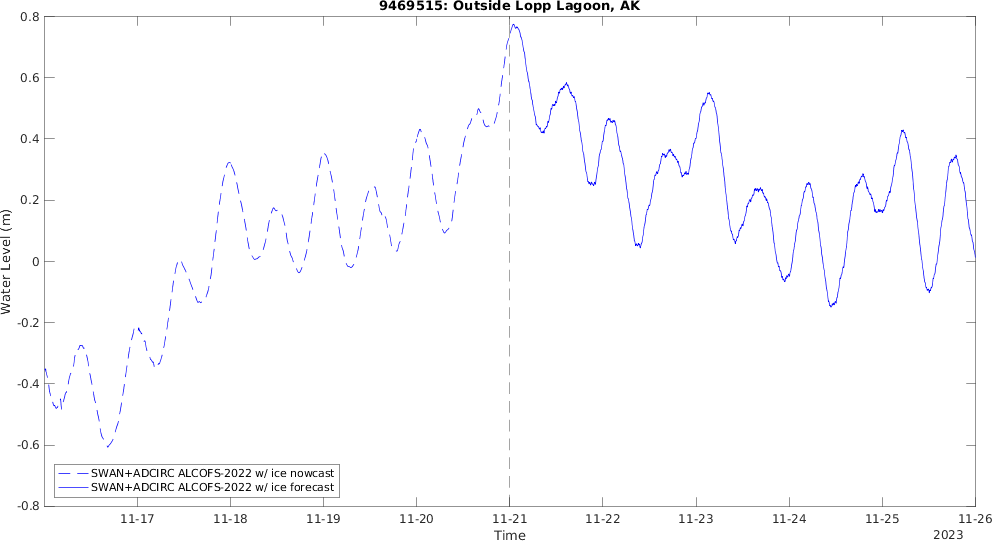 9469515: Outside Lopp Lagoon, AK
0.8
0.6
0.4
0.2
0
-0.2
-0.4
-0.6
-0.8
Water Level (m)
SWAN+ADCIRC ALCOFS-2022 w/ ice nowcast
SWAN+ADCIRC ALCOFS-2022 w/ ice forecast
11-17 11-18 11-19 11-20 11-21 11-22 11-23 11-24 11-25 11-26
Time
2023